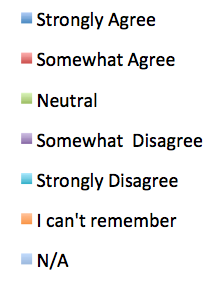 Strongly Agree
Somewhat Agree
Neutral
Somewhat  Disagree
Strongly Disagree
I can't remember
N/A